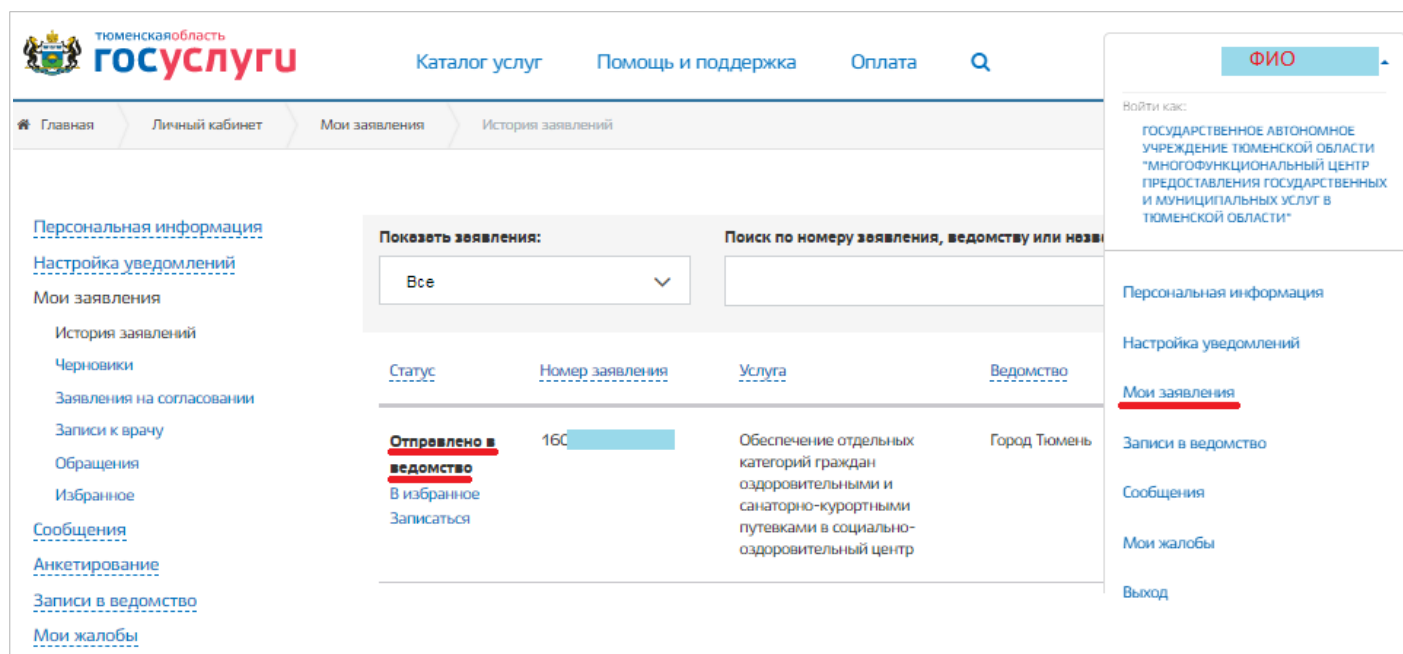 тюменскаяобласть
госуслуги
Каталог услуг
Помощь и поддержка
Оплата
ФИО
Войти как:
ГОСУДАРСТВЕННОЕ АВТОНОМНОЕ
УЧРЕЖДЕНИЕ ТЮМЕНСКОЙ ОБЛАСТИ
"МНОГОФУНКЦИОНАЛЬНЫЙ ЦЕНТР
ПРЕДОСТАВЛЕНИЯ ГОСУДАРСТВЕННЫХ
И МУНИЦИПАЛЬНЫХ УСЛУГ В
ТЮМЕНСКОЙ ОБЛАСТИ"
Персональная информация
Настройка уведомлений
Мои заявления
Записи в ведомство
Сообщения
Мои жалобы
Выход
Главная
Личный кабинет
Мои заявления
История заявлений
Персональная информация
Настройка уведомлений
Мои заявления
История заявлений
Черновики
Заявления на согласовании
Записи к врачу
Обращения
Избранное
Сообщения
Анкетирование
Записи в ведомство
Мои жалобы
Показать заявления:
Все
Поиск по номеру заявления, ведомству или назв
Статус
Номер заявления
Услуга
Ведомство
Отправлено в
ведомство
В избранное
Записаться
160
Обеспечение отдельных
категорий граждан
оздоровительными и
санаторно-курортными
путевками в социально-
оздоровительный центр
Город Тюмень